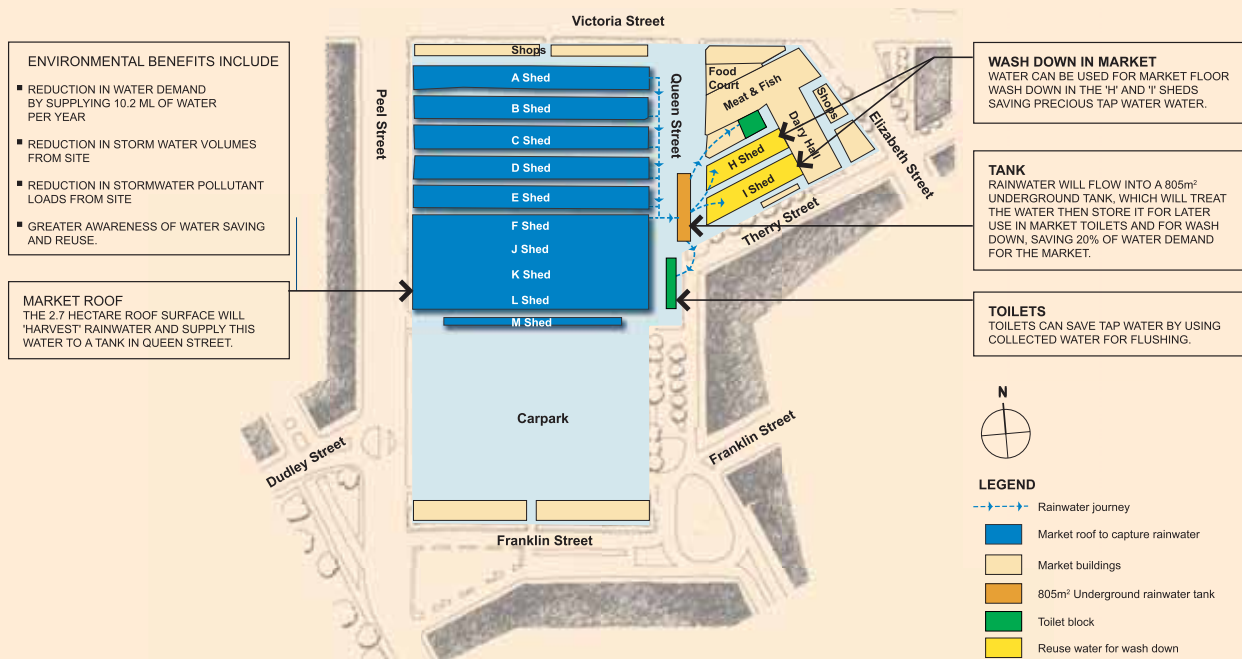 Victoria Street
ENVIRONMENTAL BENEFITS INCLUDE
▪ REDUCTION IN WATER DEMAND
BY SUPPLYING 10.2 ML OF WATER
PER YEAR
▪ REDUCTION IN STORM WATER VOLUMES
FROM SITE
▪ REDUCTION IN STORMWATER POLLUTANT
LOADS FROM SITE
▪ GREATER AWARENESS OF WATER SAVING
AND REUSE.
MARKET ROOF
THE 2.7 HECTARE ROOF SURFACE WILL
'HARVEST' RAINWATER AND SUPPLY THIS
WATER TO A TANK IN QUEEN STREET.
Peel Street
Shops
A Shed
B Shed
C Shed
D Shed
E Shed
F Shed
J Shed
K Shed
L Shed
M Shed
Carpark
Queen Street
Food
Court
Meat & Fish
Shops
Dairy Hall
H Shed
I Shed
Elizabeth Street
Therry Street
Franklin Street
Dudley Street
Franklin Street
WASH DOWN IN MARKET
WATER CAN BE USED FOR MARKET FLOOR
WASH DOWN IN THE 'H' AND 'I' SHEDS
SAVING PRECIOUS TAP WATER WATER.
TANK
RAINWATER WILL FLOW INTO A 805m²
UNDERGROUND TANK, WHICH WILL TREAT
THE WATER THEN STORE IT FOR LATER
USE IN MARKET TOILETS AND FOR WASH
DOWN, SAVING 20% OF WATER DEMAND
FOR THE MARKET.
TOILETS
TOILETS CAN SAVE TAP WATER BY USING
COLLECTED WATER FOR FLUSHING.
N
LEGEND
Rainwater journey
Market roof to capture rainwater
Market buildings
805m² Underground rainwater tank
Toilet block
Reuse water for wash down